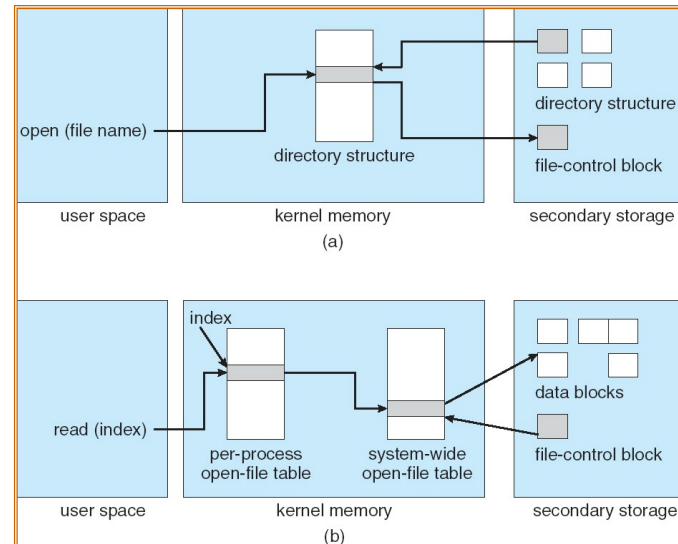 open (file name)
directory structure
directory structure
file-control block
user space
kernel memory
secondary storage
(a)
index
read (index)
per-process
open-file table
system-wide
open-file table
data blocks
file-control block
user space
kernel memory
secondary storage
(b)